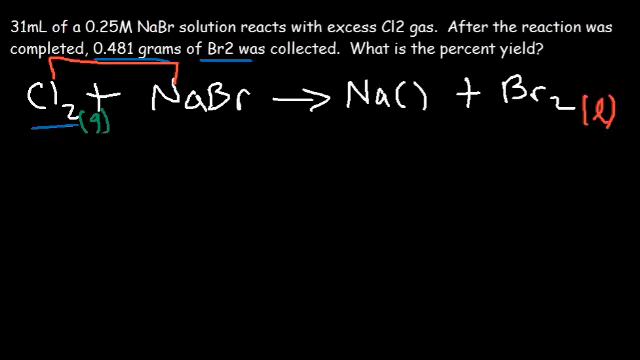 31mL of a 0.25M NaBr solution reacts with excess Cl2 gas. After the reaction was
completed, 0.481 grams of Br2 was collected. What is the percent yield?
Cl2(g) + NaBr → NaCl + Br2(l)